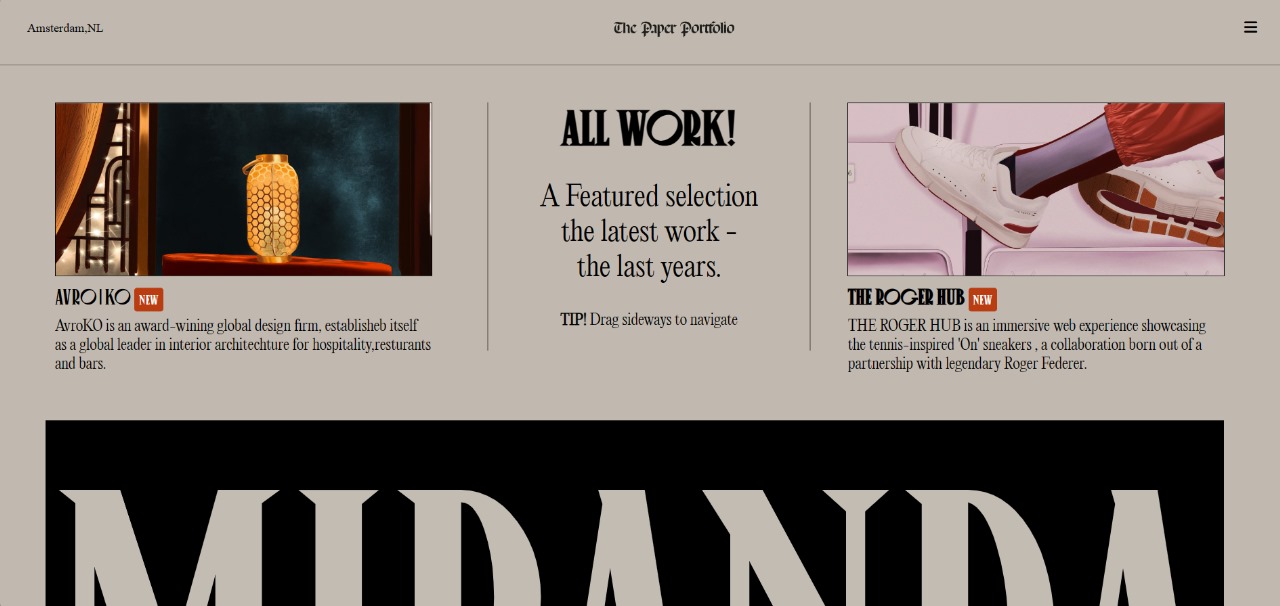 Amsterdam,NL
The Paper Portfolio
AVROKO NEW
AvroKO is an award-wining global design firm, establisheb itself
as a global leader in interior architechture for hospitality,resturants
and bars.
ALL WORK!
A Featured selection
the latest work -
the last years.
TIP! Drag sideways to navigate
THE ROGER HUB NEW
THE ROGER HUB is an immersive web experience showcasing
the tennis-inspired 'On' sneakers , a collaboration born out of a
partnership with legendary Roger Federer.
MIRANDA